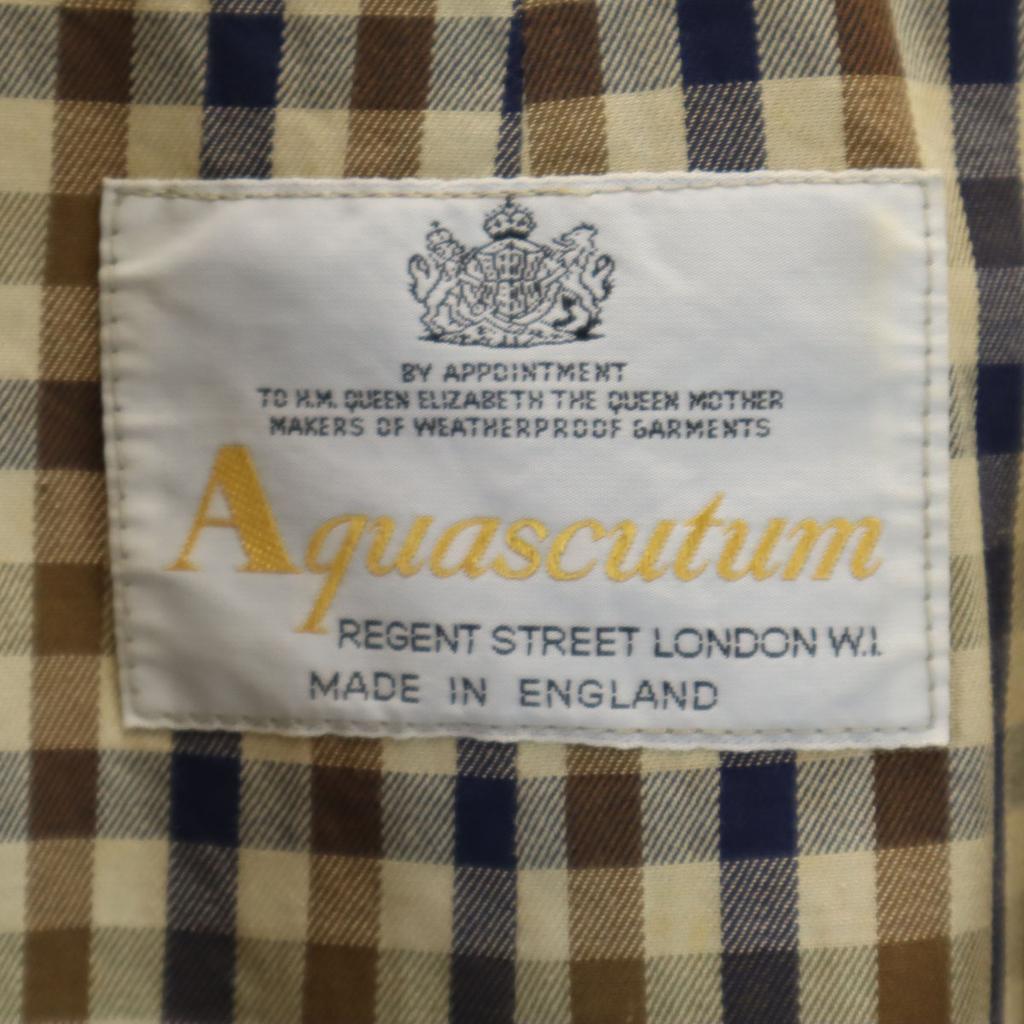 BY APPOINTMENT
TO H.M. QUEEN ELIZABETH THE QUEEN MOTHER
MAKERS OF WEATHERPROOF GARMENTS
Aquascutum
REGENT STREET LONDON W.1.
MADE IN ENGLAND